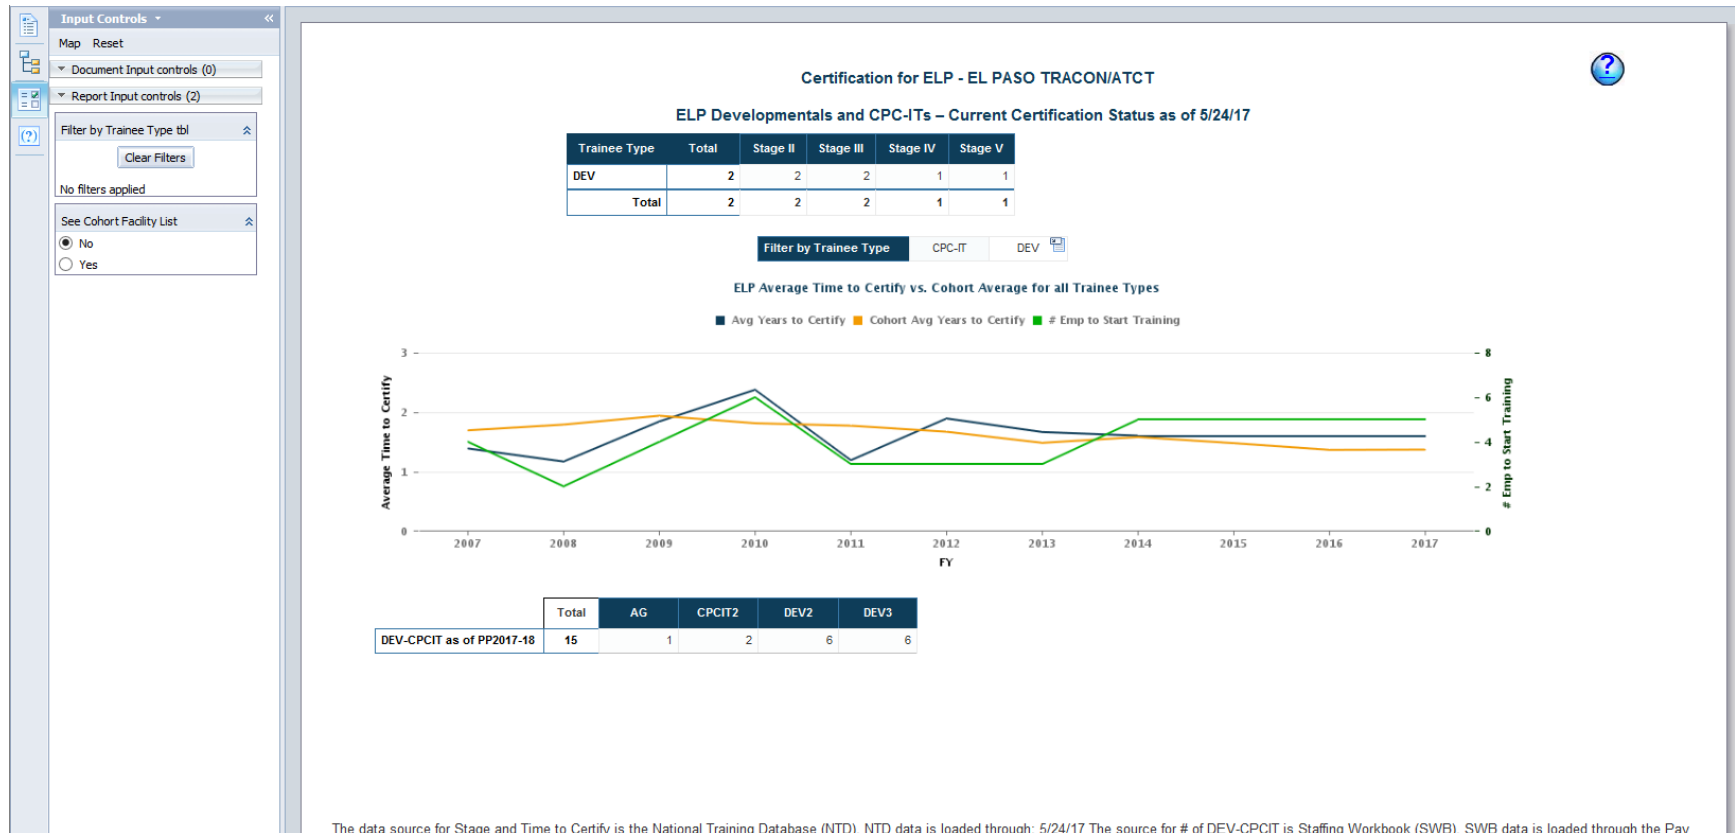 Input Controls
Map Reset
Document Input controls (0)
Report Input controls (2)
Filter by Trainee Type tbl
Clear Filters
No filters applied
See Cohort Facility List
No
Yes
(?)
?
Certification for ELP - EL PASO TRACON/ATCT
ELP Developmentals and CPC-ITs – Current Certification Status as of 5/24/17
Trainee Type Total Stage II Stage III Stage IV Stage V
DEV 2 2 2 1 1
Total 2 2 2 1 1
Filter by Trainee Type CPC-IT DEV
ELP Average Time to Certify vs. Cohort Average for all Trainee Types
Avg Years to Certify Cohort Avg Years to Certify # Emp to Start Training
Average Time to Certify
3
2
1
0
8
6
4
2
0
# Emp to Start Training
2007 2008 2009 2010 2011 2012 2013 2014 2015 2016 2017
FY
Total AG CPCIT2 DEV2 DEV3
DEV-CPCIT as of PP2017-18 15 1 2 6 6
The data source for Stage and Time to Certify is the National Training Database (NTD). NTD data is loaded through: 5/24/17 The source for # of DEV-CPCIT is Staffing Workbook (SWB). SWB data is loaded through the Pay